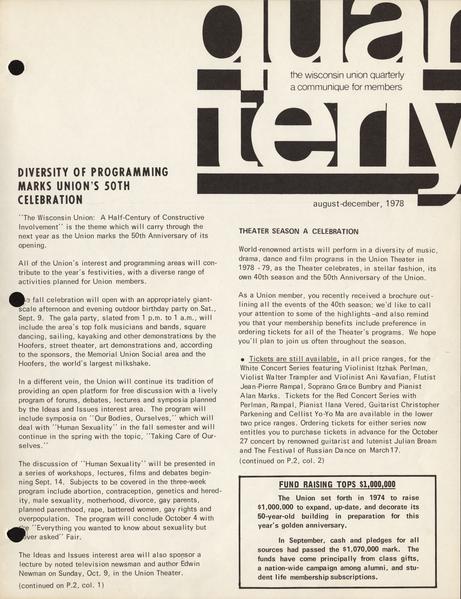 quar
terly
the wisconsin union quarterly
a communique for members
august-december, 1978
DIVERSITY OF PROGRAMMING
MARKS UNION'S 50TH
CELEBRATION
"The Wisconsin Union: A Half-Century of Constructive
Involvement" is the theme which will carry through the
next year as the Union marks the 50th Anniversary of its
opening.
All of the Union's interest and programming areas will con-
tribute to the year's festivities, with a diverse range of
activities planned for Union members.
fall celebration will open with an appropriately giant-
scale afternoon and evening outdoor birthday party on Sat.,
Sept. 9. The gala party, slated from 1 p.m. to 1 a.m., will
include the area's top folk musicians and bands, square
dancing, sailing, kayaking and other demonstrations by the
Hoofers, street theater, art demonstrations and, according
to the sponsors, the Memorial Union Social area and the
Hoofers, the world's largest milkshake.
In a different vein, the Union will continue its tradition of
providing an open platform for free discussion with a lively
program of forums, debates, lectures and symposia planned
by the Ideas and Issues interest area. The program will
include symposia on "Our Bodies, Ourselves," which will
deal with "Human Sexuality" in the fall semester and will
continue in the spring with the topic, "Taking Care of Our-
selves."
The discussion of "Human Sexuality" will be presented in
a series of workshops, lectures, films and debates begin-
ning Sept. 14. Subjects to be covered in the three-week
program include abortion, contraception, genetics and hered-
ity, male sexuality, motherhood, divorce, gay parents,
planned parenthood, rape, battered women, gay rights and
overpopulation. The program will conclude October 4 with
"Everything you wanted to know about sexuality but
asked" Fair.
The Ideas and Issues interest area will also sponsor a
lecture by noted television newsman and author Edwin
Newman on Sunday, Oct. 9, in the Union Theater.
(continued on P.2, col. 1)
THEATER SEASON A CELEBRATION
World-renowned artists will perform in a diversity of music,
drama, dance and film programs in the Union Theater in
1978 - 79, as the Theater celebrates, in stellar fashion, its
own 40th season and the 50th Anniversary of the Union.
As a Union member, you recently received a brochure out-
lining all the events of the 40th season; we'd like to call
your attention to some of the highlights-and also remind
you that your membership benefits include preference in
ordering tickets for all of the Theater's programs. We hope
you'll plan to join us often throughout the season.
• Tickets are still available, in all price ranges, for the
White Concert Series featuring Violinist Itzhak Perlman,
Violist Walter Trampler and Violinist Ani Kavafian, Flutist
Jean-Pierre Rampal, Soprano Grace Bumbry and Pianist
Alan Marks. Tickets for the Red Concert Series with
Perlman, Rampal, Pianist Ilana Vered, Guitarist Christopher
Parkening and Cellist Yo-Yo Ma are available in the lower
two price ranges. Ordering tickets for either series now
entitles you to purchase tickets in advance for the October
27 concert by renowned guitarist and lutenist Julian Bream
and The Festival of Russian Dance on March 17.
(continued on P.2, col. 2)
FUND RAISING TOPS $1,000,000
The Union set forth in 1974 to raise
$1,000,000 to expand, up-date, and decorate its
50-year-old building in preparation for this
year's golden anniversary.
In September, cash and pledges for all
sources had passed the $1,070,000 mark. The
funds have come principally from class gifts,
a nation-wide campaign among alumni, and stu-
dent life membership subscriptions.